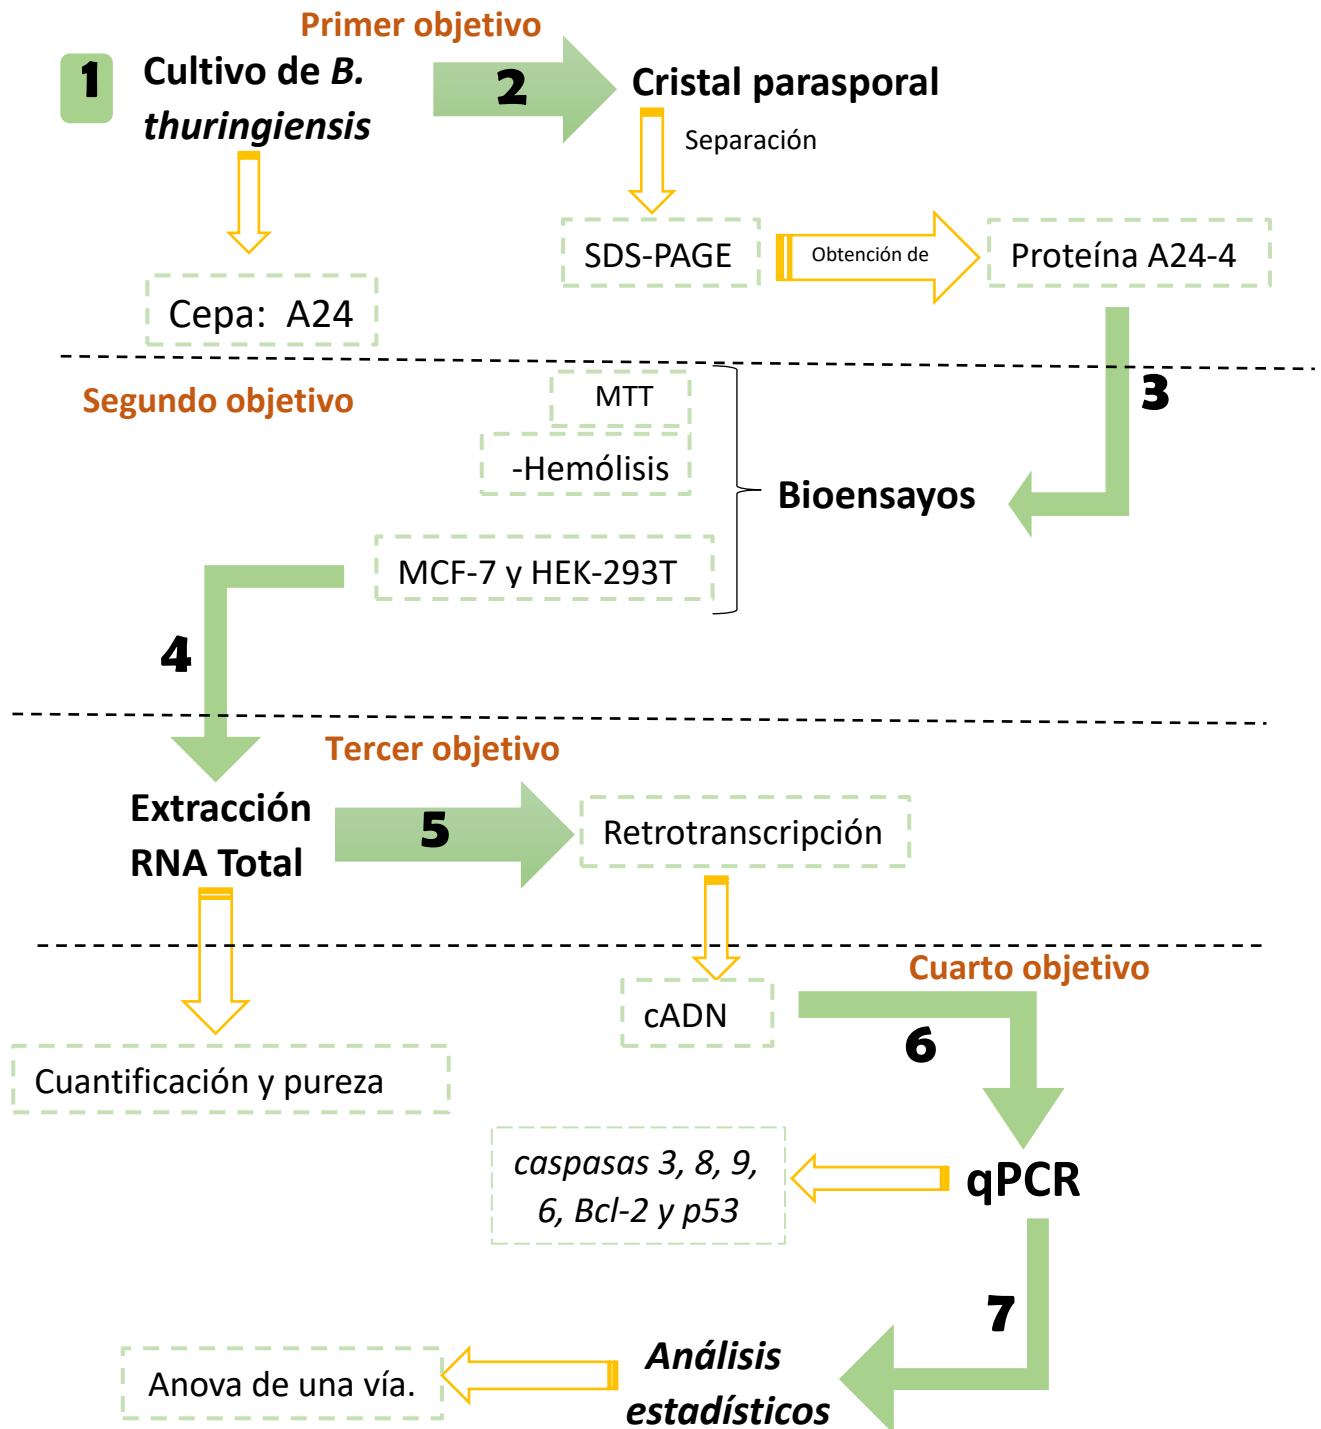 Primer objetivo
1
Cultivo de B.
thuringiensis
2
Cristal parasporal
Separación
SDS-PAGE
Obtención de
Proteína A24-4
Cepa: A24
3
Segundo objetivo
MTT
-Hemólisis
Bioensayos
MCF-7 y HEK-293T
4
Tercer objetivo
Extracción
RNA Total
5
Retrotranscripción
Cuarto objetivo
cADN
6
Cuantificación y pureza
qPCR
caspasas 3, 8, 9,
6, Bcl-2 y p53
7
Análisis
estadísticos
Anova de una vía.